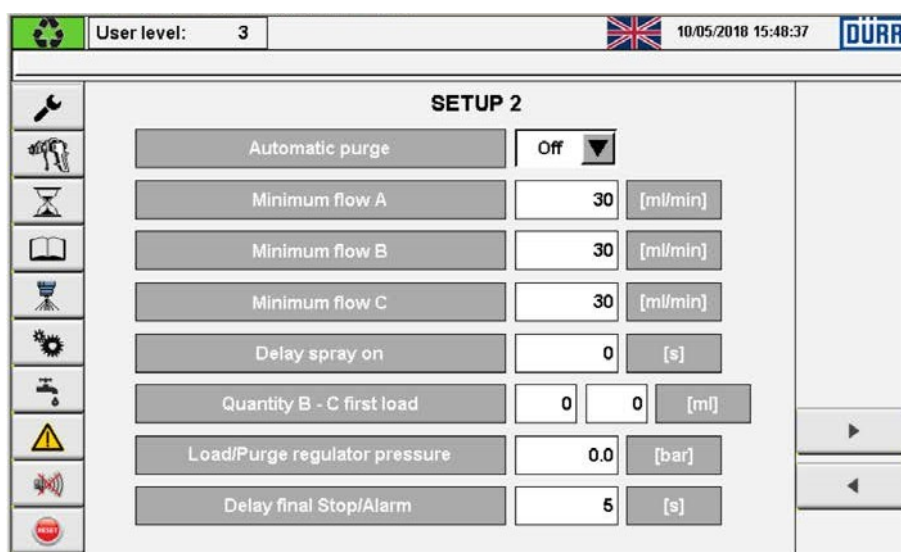 User level: 3 10/05/2018 15:48:37 DÜRR
SETUP 2
Automatic purge Off
Minimum flow A 30 [ml/min]
Minimum flow B 30 [ml/min]
Minimum flow C 30 [ml/min]
Delay spray on 0 [s]
Quantity B - C first load 0 0 [ml]
Load/Purge regulator pressure 0.0 [bar]
Delay final Stop/Alarm 5 [s]
RESET